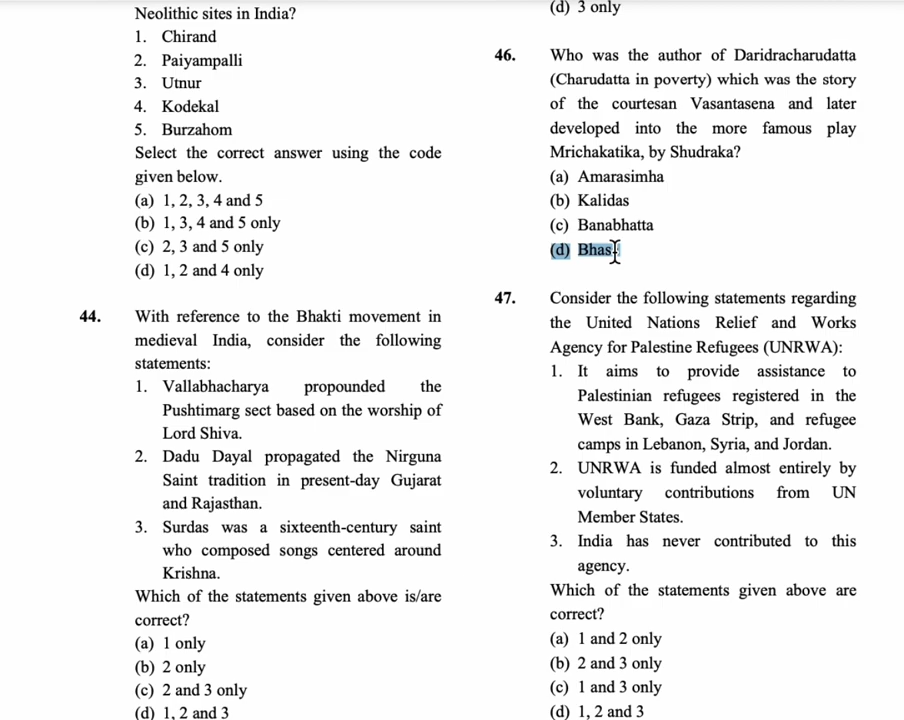 Neolithic sites in India?
1. Chirand
2. Paiyampalli
3. Utnur
4. Kodekal
5. Burzahom
Select the correct answer using the code
given below.
(a) 1, 2, 3, 4 and 5
(b) 1, 3, 4 and 5 only
(c) 2, 3 and 5 only
(d) 1, 2 and 4 only
44. With reference to the Bhakti movement in
medieval India, consider the following
statements:
1. Vallabhacharya propounded the
Pushtimarg sect based on the worship of
Lord Shiva.
2. Dadu Dayal propagated the Nirguna
Saint tradition in present-day Gujarat
and Rajasthan.
3. Surdas was a sixteenth-century saint
who composed songs centered around
Krishna.
Which of the statements given above is/are
correct?
(a) 1 only
(b) 2 only
(c) 2 and 3 only
(d) 1, 2 and 3
(d) 3 only
46. Who was the author of Daridracharudatta
(Charudatta in poverty) which was the story
of the courtesan Vasantasena and later
developed into the more famous play
Mrichakatika, by Shudraka?
(a) Amarasimha
(b) Kalidas
(c) Banabhatta
(d)
47. Consider the following statements regarding
the United Nations Relief and Works
Agency for Palestine Refugees (UNRWA):
1. It aims to provide assistance to
Palestinian refugees registered in the
West Bank, Gaza Strip, and refugee
camps in Lebanon, Syria, and Jordan.
2. UNRWA is funded almost entirely by
voluntary contributions from UN
Member States.
3. India has never contributed to this
agency.
Which of the statements given above are
correct?
(a) 1 and 2 only
(b) 2 and 3 only
(c) 1 and 3 only
(d) 1, 2 and 3